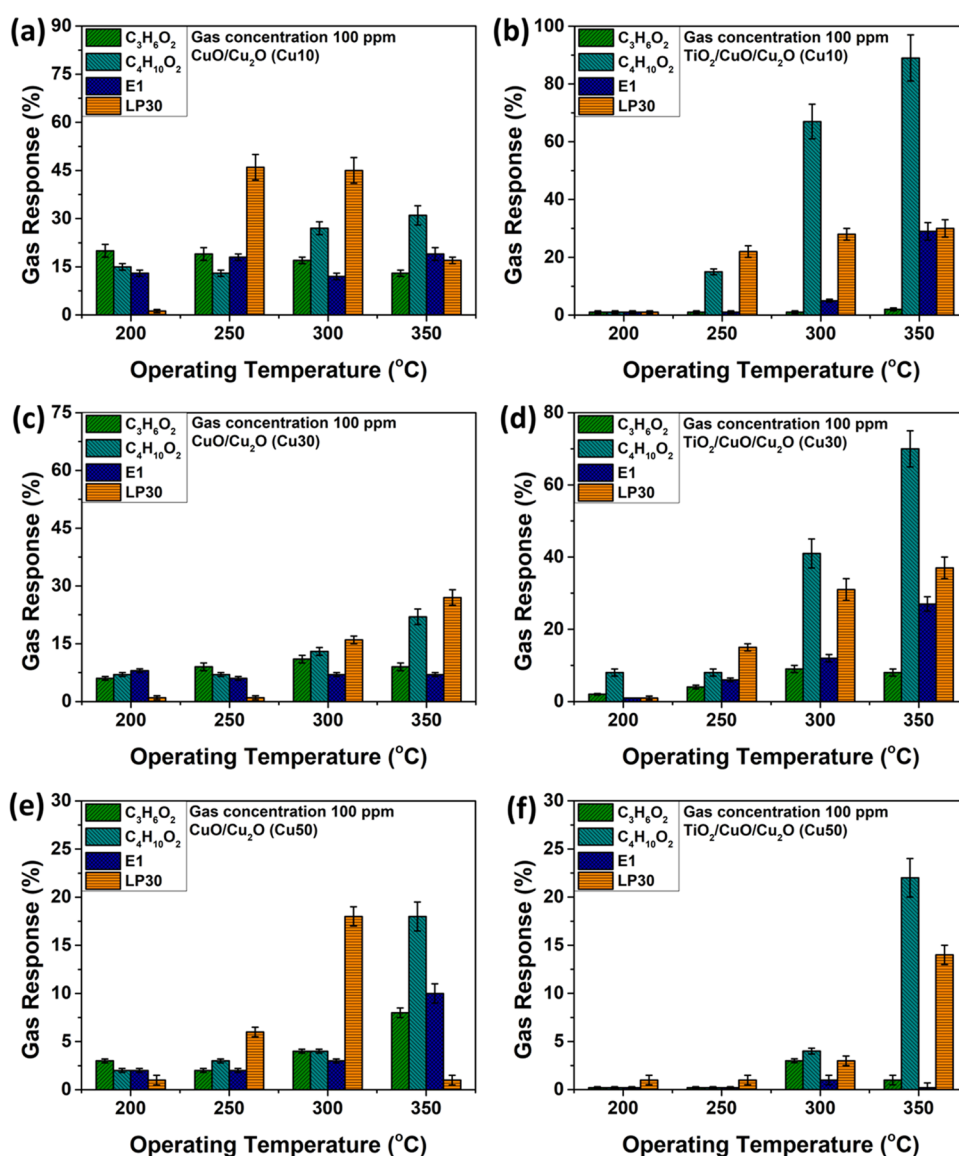 (a)
Gas Response (%)
90
75
60
45
30
15
0
C₃H₆O₂
C₄H₁₀O₂
E1
LP30
Gas concentration 100 ppm
CuO/Cu₂O (Cu10)
200 250 300 350
Operating Temperature (°C)
(b)
Gas Response (%)
100
80
60
40
20
0
C₃H₆O₂
C₄H₁₀O₂
E1
LP30
Gas concentration 100 ppm
TiO₂/CuO/Cu₂O (Cu10)
200 250 300 350
Operating Temperature (°C)
(c)
Gas Response (%)
75
60
45
30
15
0
C₃H₆O₂
C₄H₁₀O₂
E1
LP30
Gas concentration 100 ppm
CuO/Cu₂O (Cu30)
200 250 300 350
Operating Temperature (°C)
(d)
Gas Response (%)
80
60
40
20
0
C₃H₆O₂
C₄H₁₀O₂
E1
LP30
Gas concentration 100 ppm
TiO₂/CuO/Cu₂O (Cu30)
200 250 300 350
Operating Temperature (°C)
(e)
Gas Response (%)
30
25
20
15
10
5
0
C₃H₆O₂
C₄H₁₀O₂
E1
LP30
Gas concentration 100 ppm
CuO/Cu₂O (Cu50)
200 250 300 350
Operating Temperature (°C)
(f)
Gas Response (%)
30
25
20
15
10
5
0
C₃H₆O₂
C₄H₁₀O₂
E1
LP30
Gas concentration 100 ppm
TiO₂/CuO/Cu₂O (Cu50)
200 250 300 350
Operating Temperature (°C)